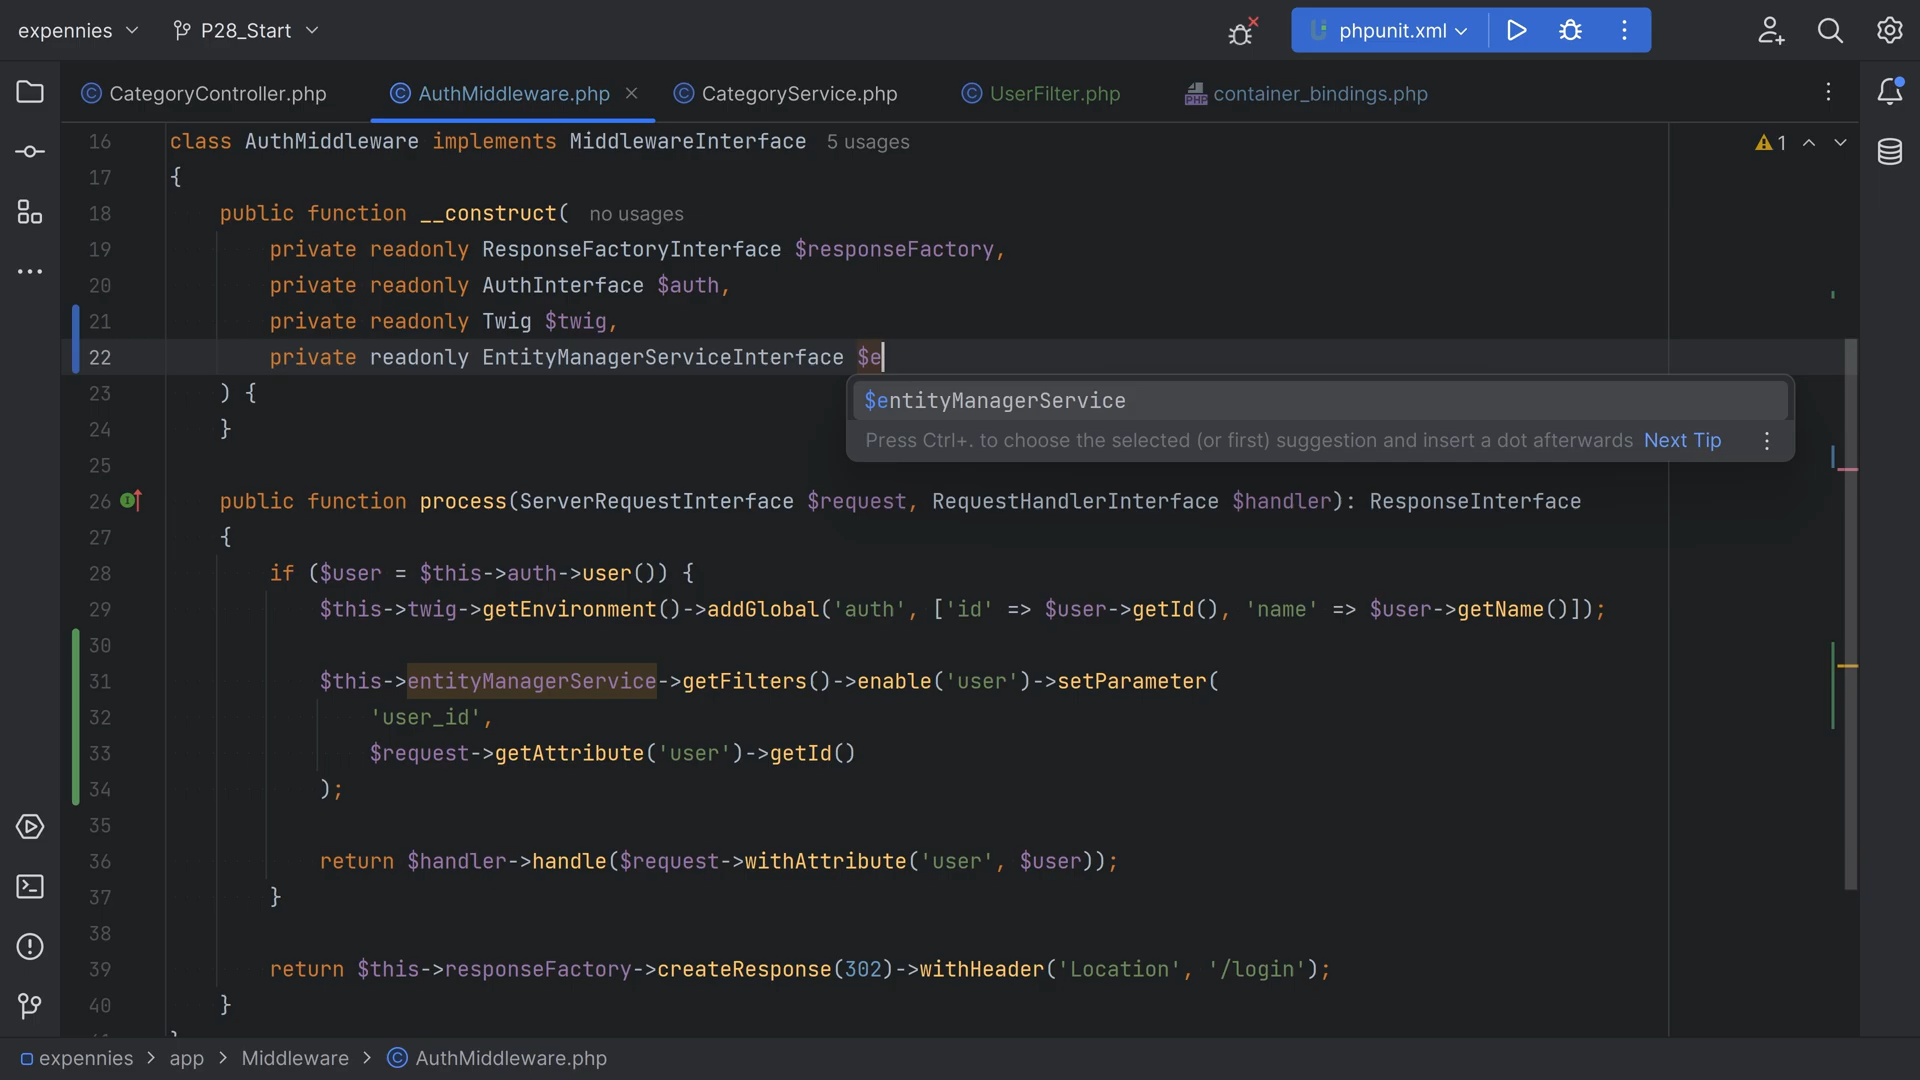 expennies
P28_Start
phpunit.xml
CategoryController.php
AuthMiddleware.php
CategoryService.php
UserFilter.php
container_bindings.php
16 class AuthMiddleware implements MiddlewareInterface 5 usages
1
17 {
18 public function __construct( no usages
19 private readonly ResponseFactoryInterface $responseFactory,
20 private readonly AuthInterface $auth,
21 private readonly Twig $twig,
22 private readonly EntityManagerServiceInterface $e
23 ) {
$entityManagerService
24 }
Press Ctrl+. to choose the selected (or first) suggestion and insert a dot afterwards Next Tip
25
26 public function process(ServerRequestInterface $request, RequestHandlerInterface $handler): ResponseInterface
27 {
28 if ($user = $this->auth->user()) {
29 $this->twig->getEnvironment()->addGlobal('auth', ['id' => $user->getId(), 'name' => $user->getName()]);
30
31 $this->entityManagerService->getFilters()->enable('user')->setParameter(
32 'user_id',
33 $request->getAttribute('user')->getId()
34 );
35
36 return $handler->handle($request->withAttribute('user', $user));
37 }
38
39 return $this->responseFactory->createResponse(302)->withHeader('Location', '/login');
40 }
expennies > app > Middleware > AuthMiddleware.php